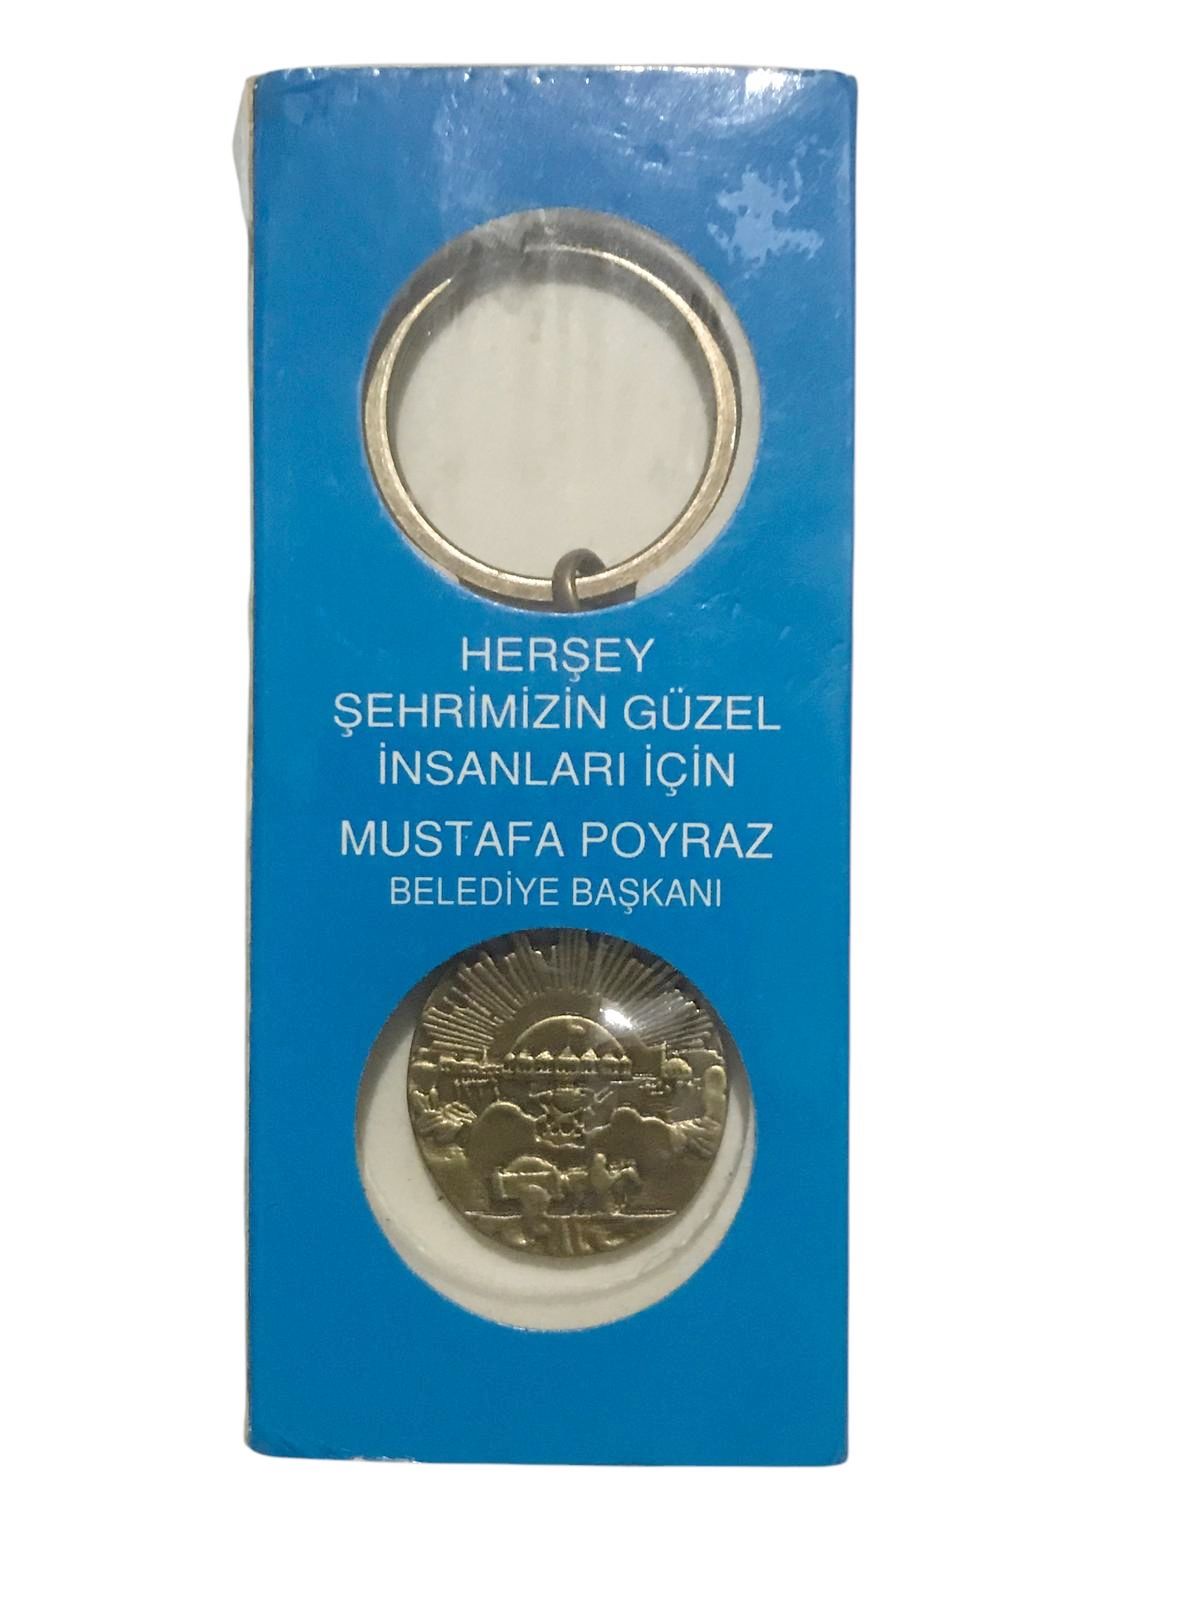 HERŞEY
ŞEHRİMİZİN GÜZEL
İNSANLARI İÇİN
MUSTAFA POYRAZ
BELEDİYE BAŞKANI